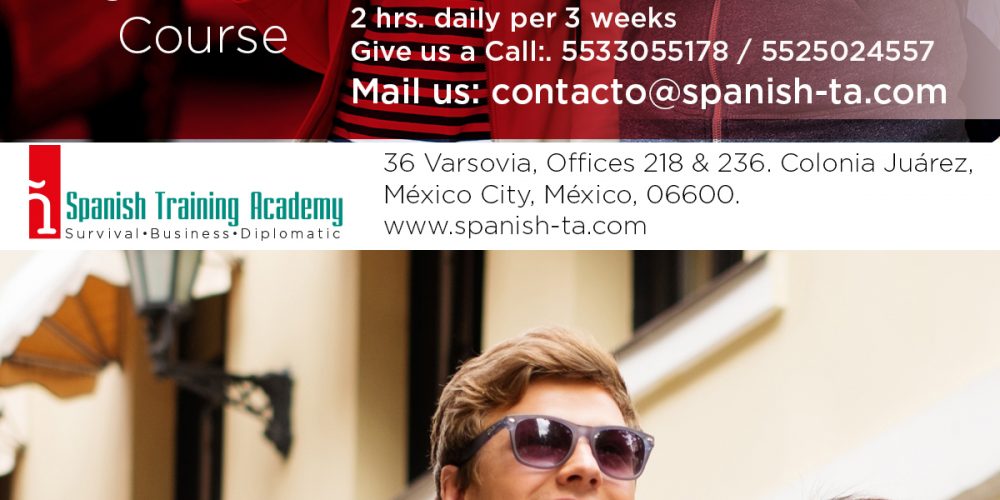 Course
2 hrs. daily per 3 weeks
Give us a Call:. 5533055178 / 5525024557
Mail us: contacto@spanish-ta.com
ñ
Spanish Training Academy
Survival•Business•Diplomatic
36 Varsovia, Offices 218 & 236. Colonia Juárez,
México City, México, 06600.
www.spanish-ta.com